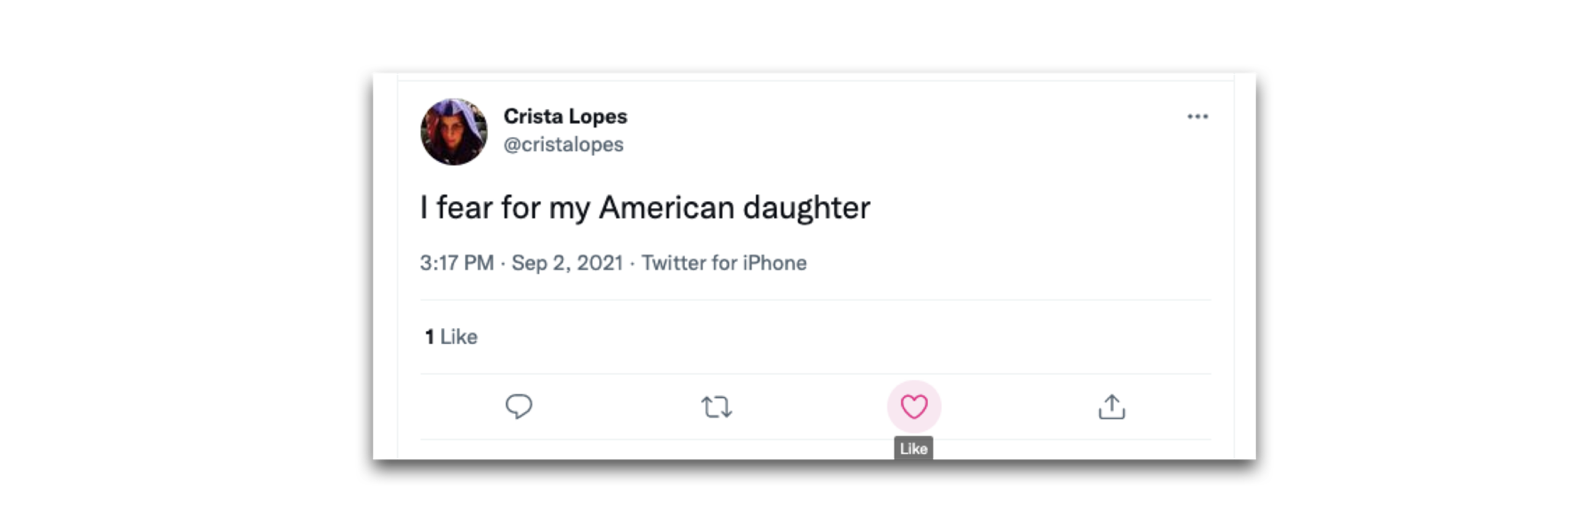 Crista Lopes
@cristalopes
I fear for my American daughter
3:17 PM · Sep 2, 2021 · Twitter for iPhone
1 Like
Like